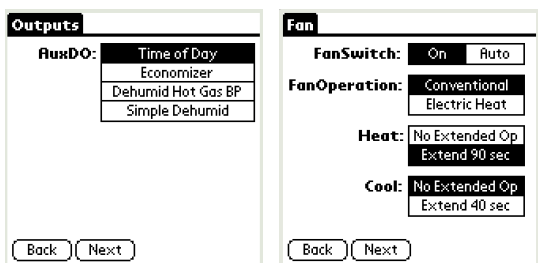 Outputs
AuxDO: Time of Day
Economizer
Dehumid Hot Gas BP
Simple Dehumid
Back Next
Fan
FanSwitch: On Auto
FanOperation: Conventional
Electric Heat
Heat: No Extended Op
Extend 90 sec
Cool: No Extended Op
Extend 40 sec
Back Next